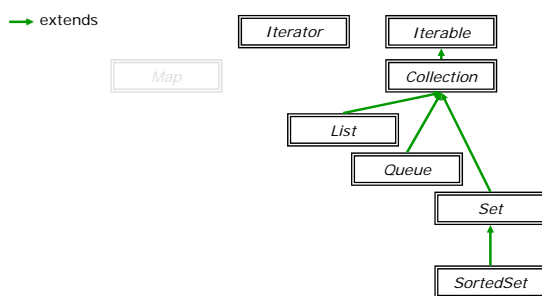 extends
Iterator
Iterable
Map
Collection
List
Queue
Set
SortedSet